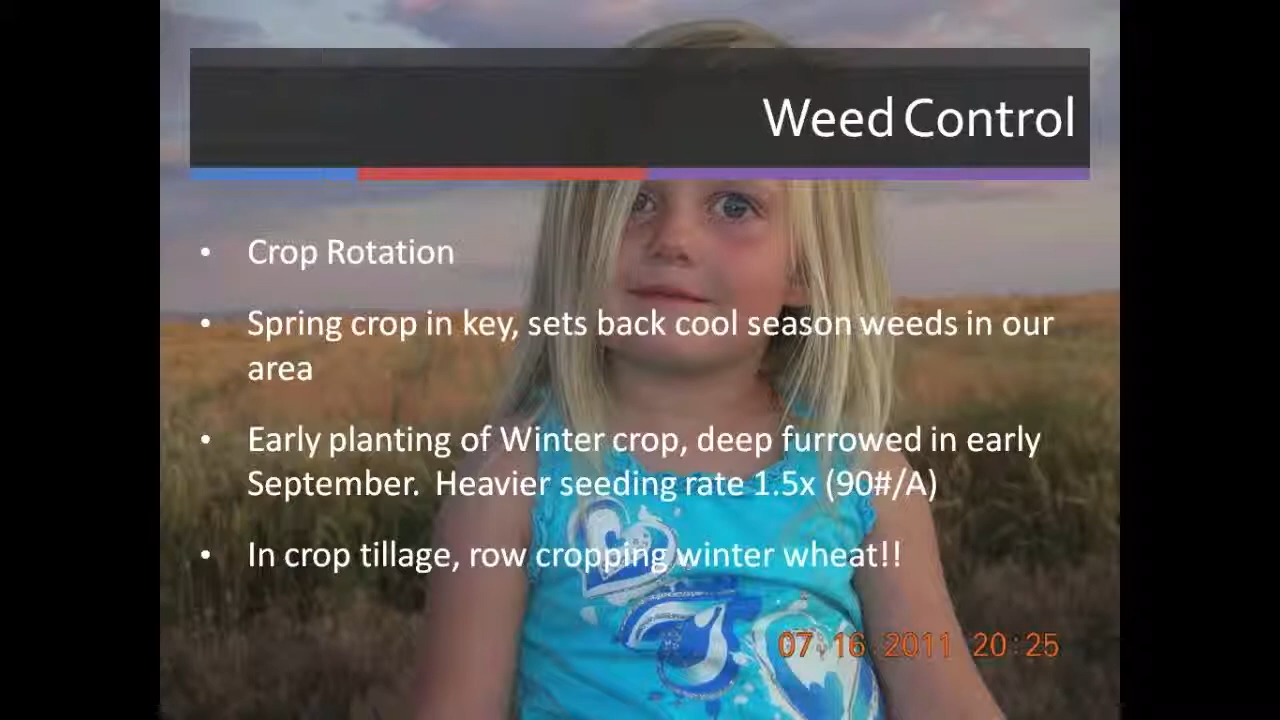 Weed Control
• Crop Rotation
• Spring crop in key, sets back cool season weeds in our
area
• Early planting of Winter crop, deep furrowed in early
September. Heavier seeding rate 1.5x (90#/A)
• In crop tillage, row cropping winter wheat!!
07 16 2011 20:25